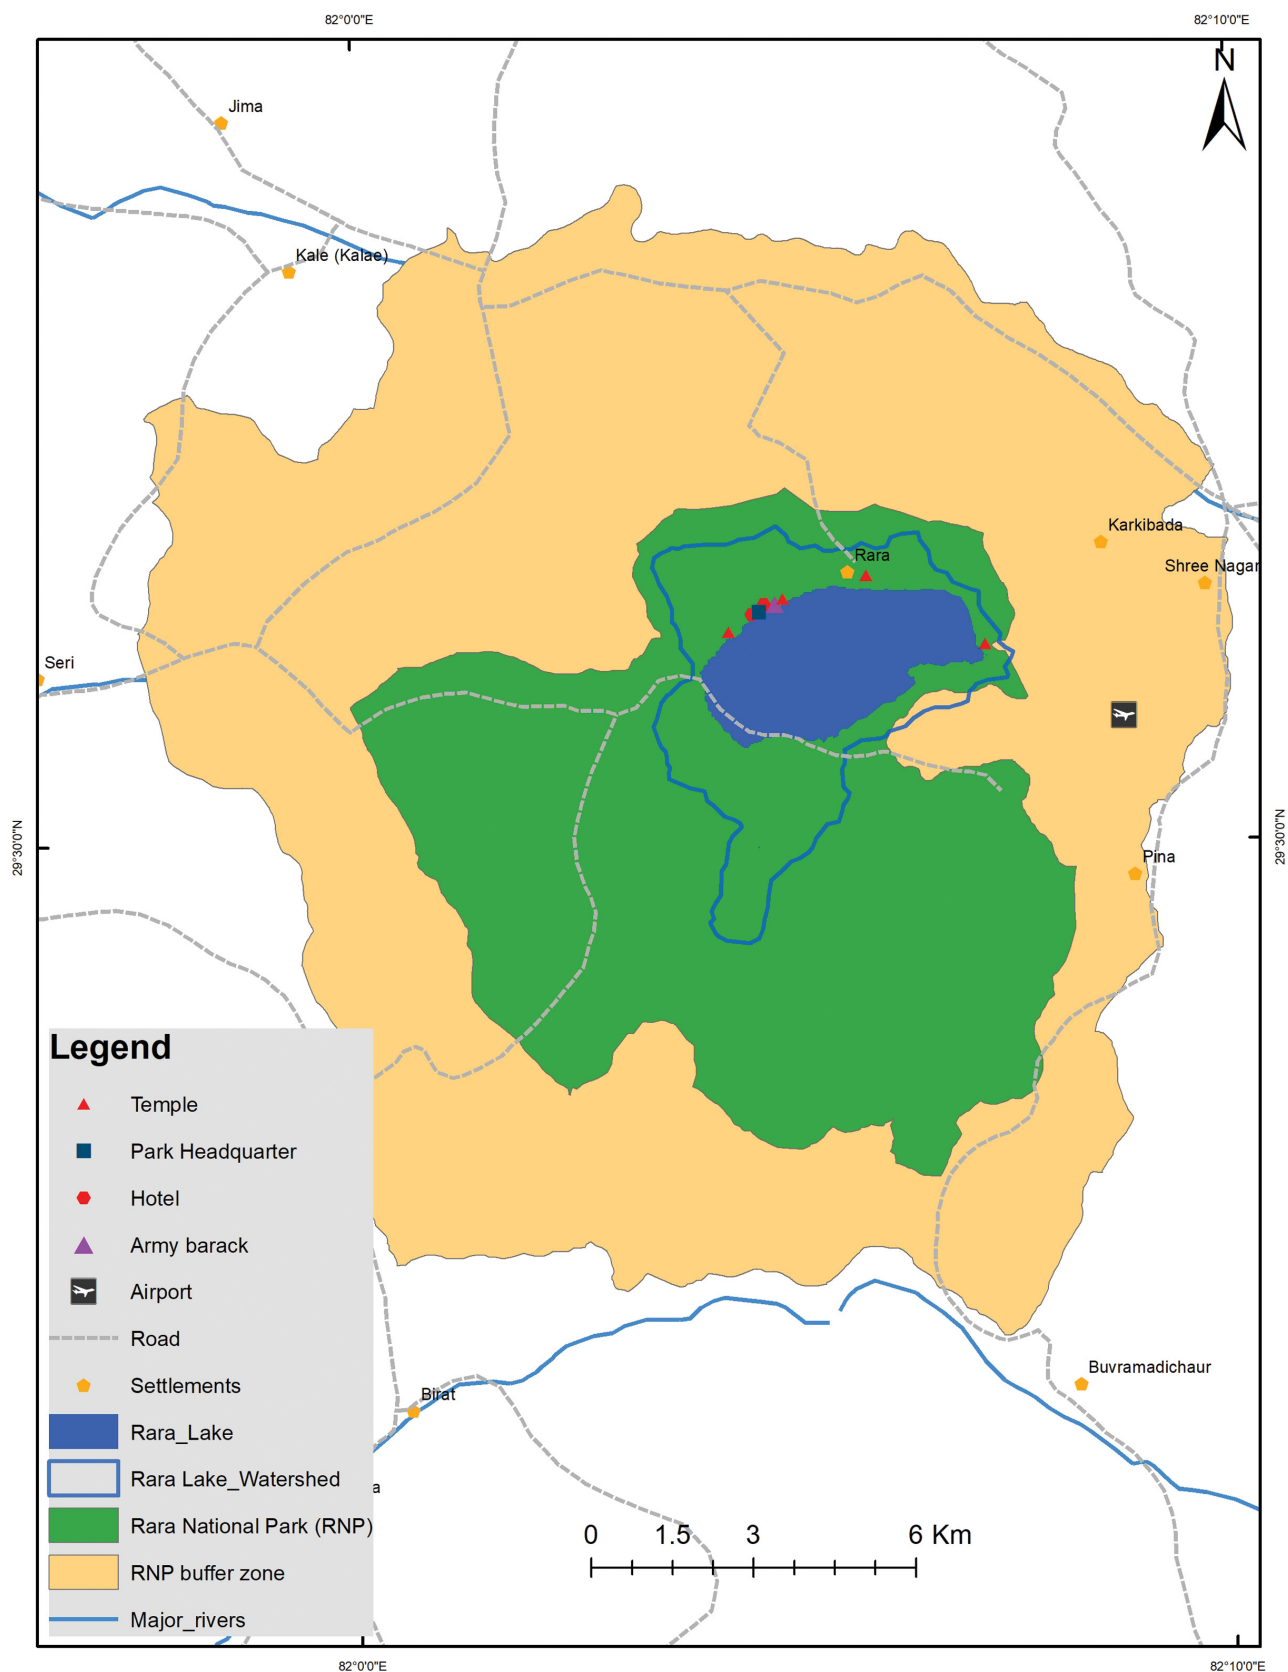 82°0'0"E
82°10'0"E
N
Jima
Kale (Kalae)
Karkibada
Rara
Shree Nagar
Seri
29°30'0"N
29°30'0"N
Pina
Legend
Temple
Park Headquarter
Hotel
Army barack
Airport
Road
Settlements
Rara_Lake
Rara Lake_Watershed
Rara National Park (RNP)
RNP buffer zone
Major_rivers
Buvramadichaur
Birat
a
0 1.5 3 6 Km
82°0'0"E
82°10'0"E